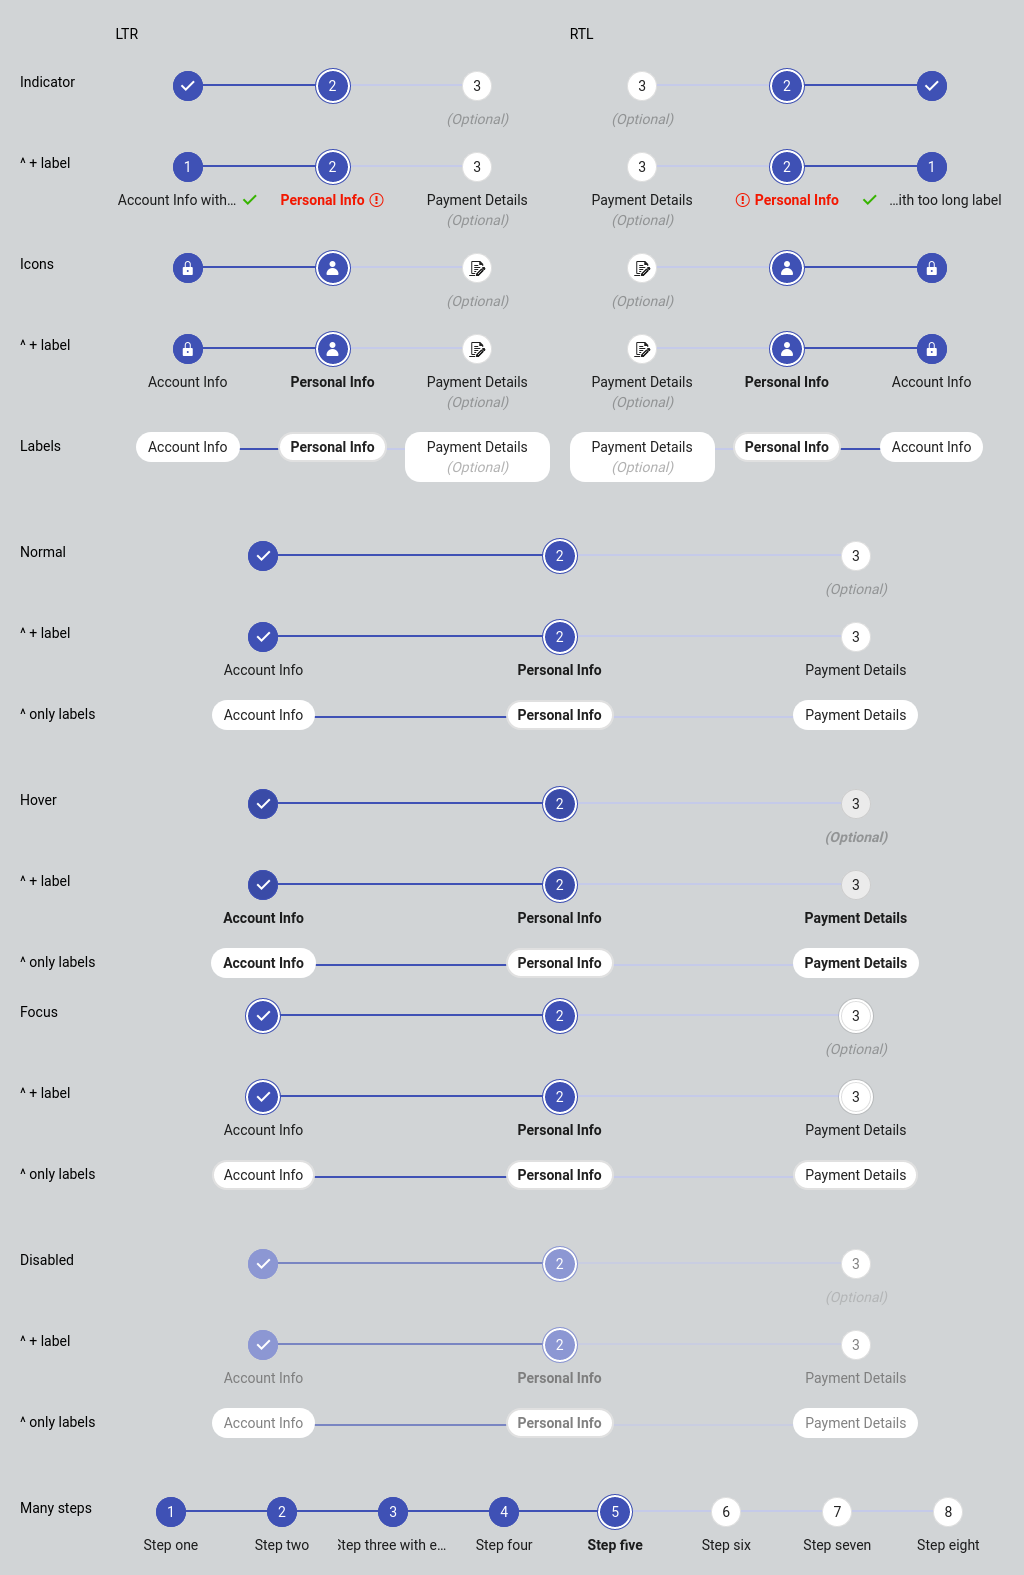 LTR RTL
Indicator 2 3 3 2
(Optional) (Optional)
^ + label 1 2 3 3 2 1
Account Info with... Personal Info Payment Details Payment Details Personal Info ...ith too long label
(Optional) (Optional)
Icons
(Optional) (Optional)
^ + label
Account Info Personal Info Payment Details Payment Details Personal Info Account Info
(Optional) (Optional)
Labels Account Info Personal Info Payment Details Payment Details Personal Info Account Info
(Optional) (Optional)
Normal 2 3
(Optional)
^ + label 2 3
Account Info Personal Info Payment Details
^ only labels Account Info Personal Info Payment Details
Hover 2 3
(Optional)
^ + label 2 3
Account Info Personal Info Payment Details
^ only labels Account Info Personal Info Payment Details
Focus 2 3
(Optional)
^ + label 2 3
Account Info Personal Info Payment Details
^ only labels Account Info Personal Info Payment Details
Disabled 2 3
(Optional)
^ + label 2 3
Account Info Personal Info Payment Details
^ only labels Account Info Personal Info Payment Details
Many steps 1 2 3 4 5 6 7 8
Step one Step two Step three with e... Step four Step five Step six Step seven Step eight